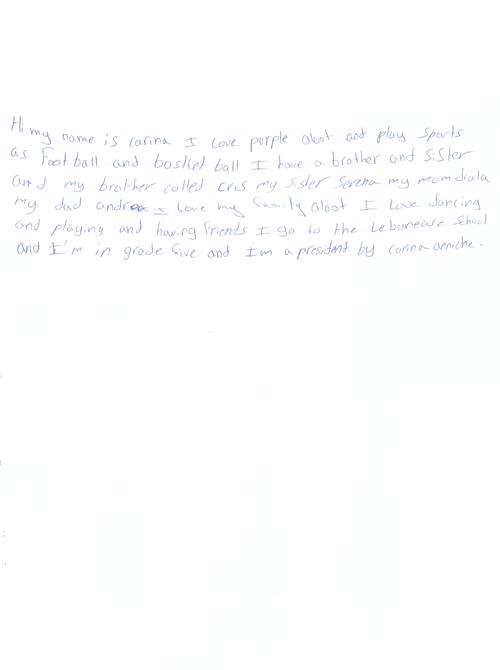 Hi my name is carina I Love purple aloot and play Sports
as Foot ball and basket ball I have a brother and Sister
and my brother called cris my sister Serena my mom diala
my dad andrea I Love my family aloot I Love dancing
and playing and having Friends I go to the Lebanease School
and I'm in grade five and I'm a president by carina anniche.